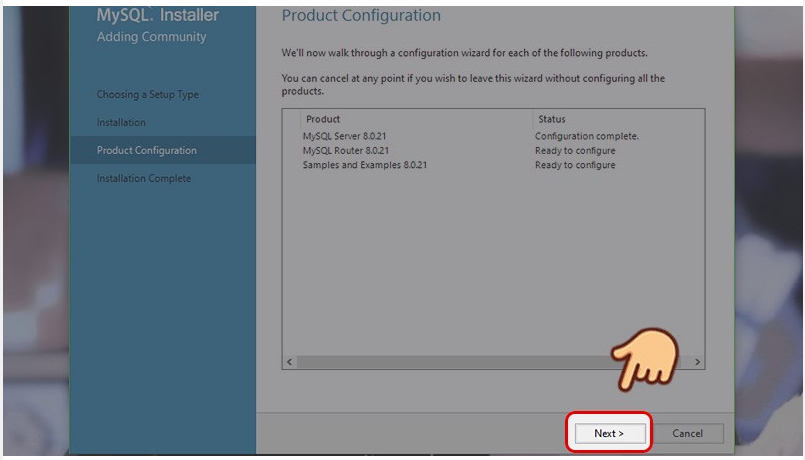 MySQL. Installer
Adding Community
Choosing a Setup Type
Installation
Product Configuration
Installation Complete
Product Configuration
We'll now walk through a configuration wizard for each of the following products.
You can cancel at any point if you wish to leave this wizard without configuring all the
products.
Product Status
MySQL Server 8.0.21 Configuration complete.
MySQL Router 8.0.21 Ready to configure
Samples and Examples 8.0.21 Ready to configure
Next > Cancel